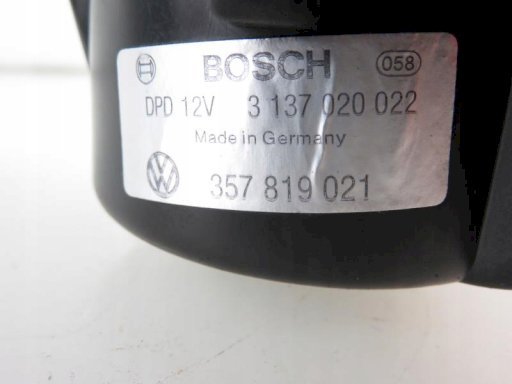 BOSCH 058
DPD 12V 3 137 020 022
Made in Germany
357 819 021